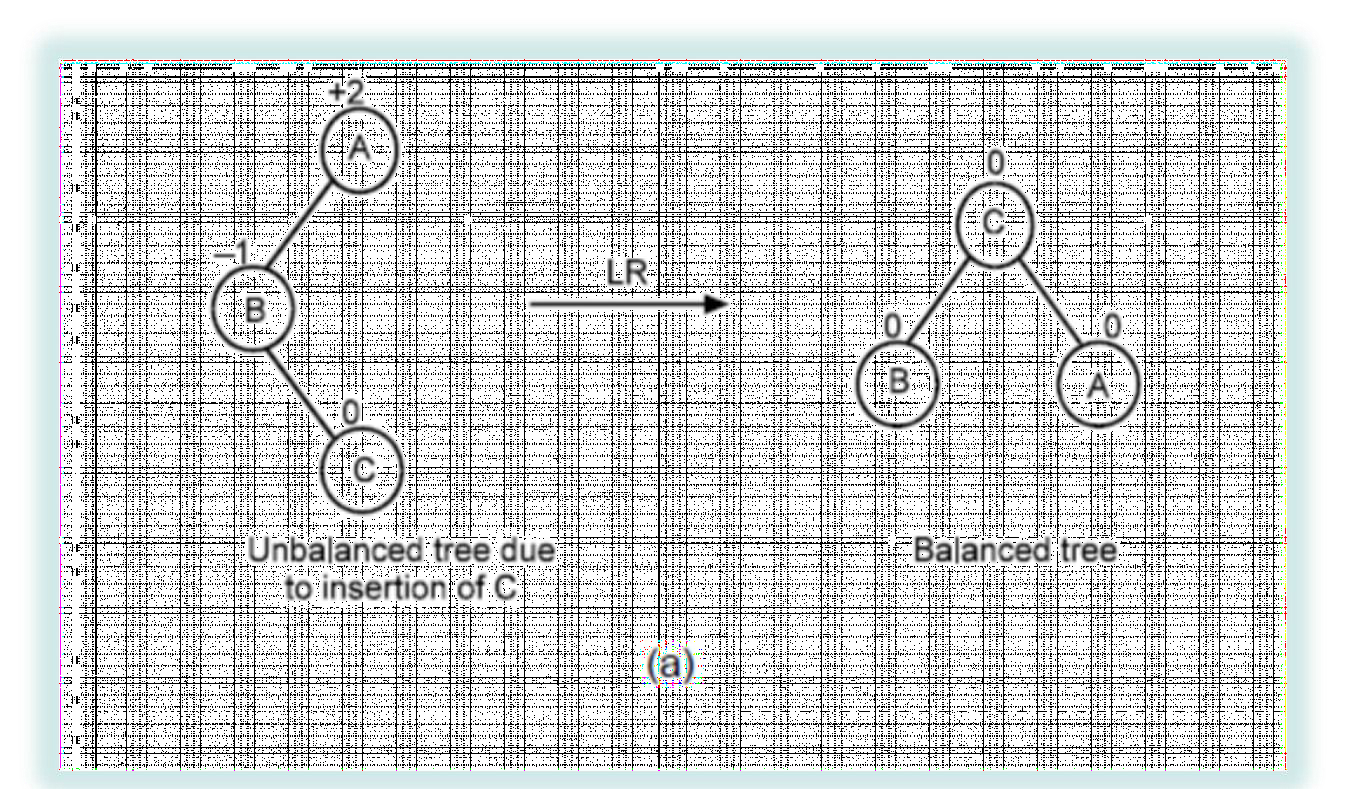 +2
A
–1
B
0
C
Unbalanced tree due
to insertion of C
LR
0
C
0
B
0
A
Balanced tree
(a)